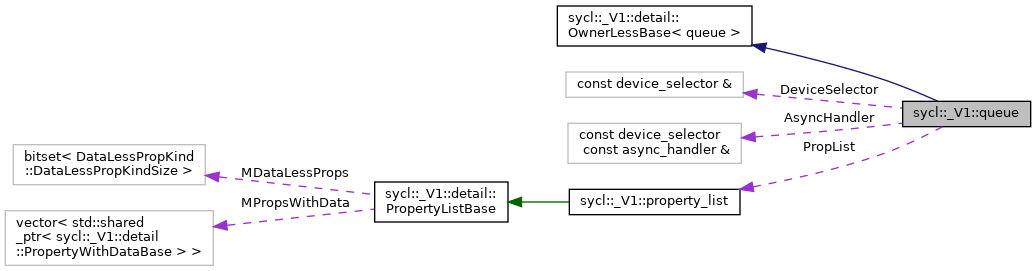 sycl::_V1::detail::
OwnerLessBase< queue >
const device_selector &
DeviceSelector
sycl::_V1::queue
AsyncHandler
const device_selector
const async_handler &
PropList
bitset< DataLessPropKind
::DataLessPropKindSize >
MDataLessProps
sycl::_V1::detail::
PropertyListBase
sycl::_V1::property_list
MPropsWithData
vector< std::shared
_ptr< sycl::_V1::detail
::PropertyWithDataBase > >